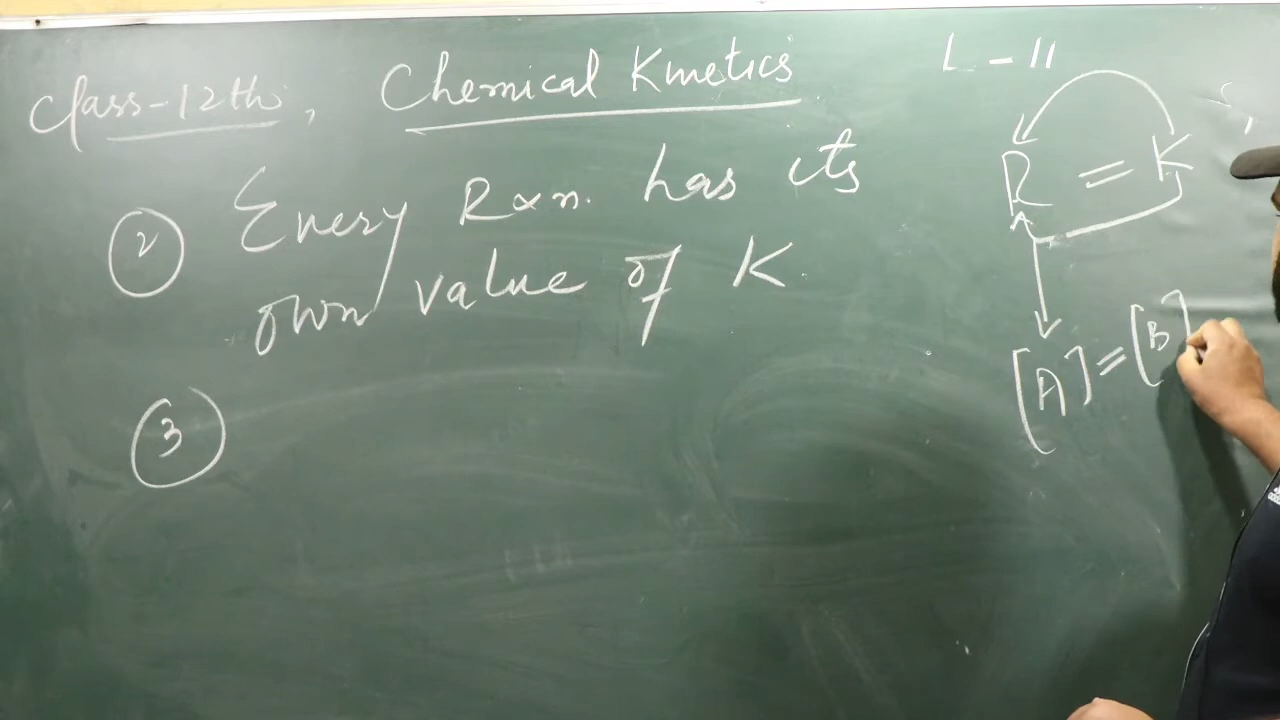 Class-12th, Chemical Kinetics L-11
② Every Rxn. has its
own value of K.
③
R = K
[A] = [B]